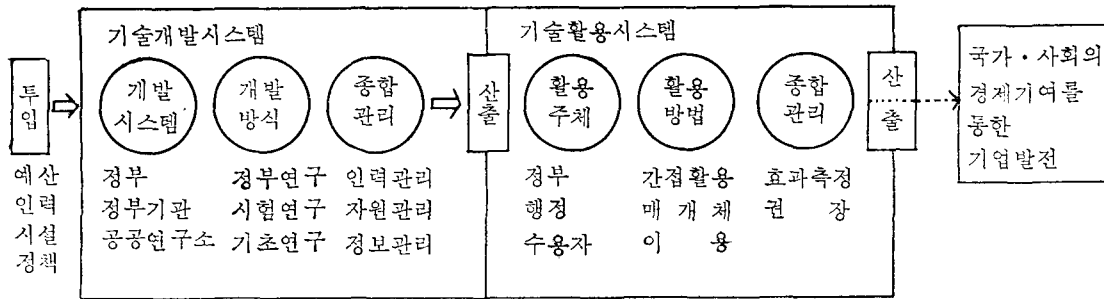 투입
예산
인력
시설
정책
기술개발시스템
개발
시스템
개발
방식
종합
관리
정부
정부기관
공공연구소
정부연구
시험연구
기초연구
인력관리
자원관리
정보관리
산출
기술활용시스템
활용
주체
활용
방법
종합
관리
정부
행정
수용자
간접활용
매 개 체
이 용
효과측정
권 장
산출
국가・사회의
경제기여를
통한
기업발전